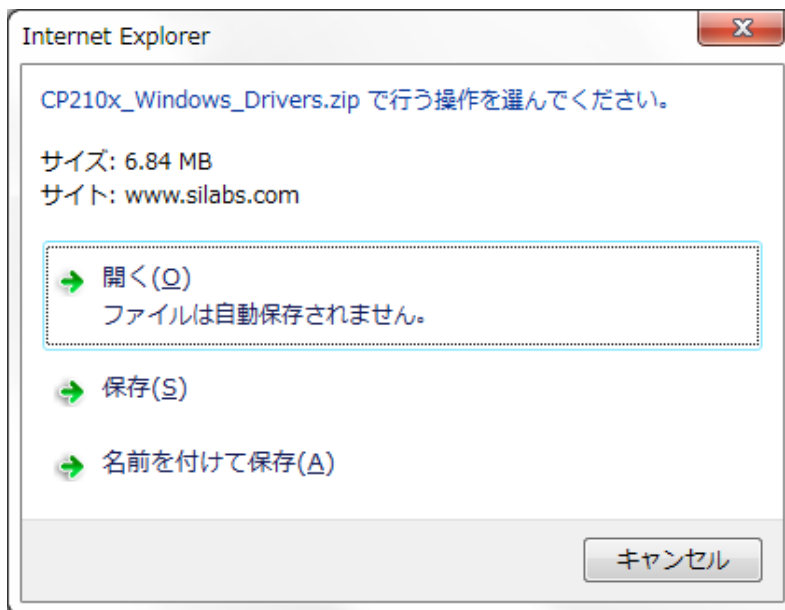 Internet Explorer
CP210x_Windows_Drivers.zip で行う操作を選んでください。
サイズ: 6.84 MB
サイト: www.silabs.com
開く(O)
ファイルは自動保存されません。
保存(S)
名前を付けて保存(A)
キャンセル